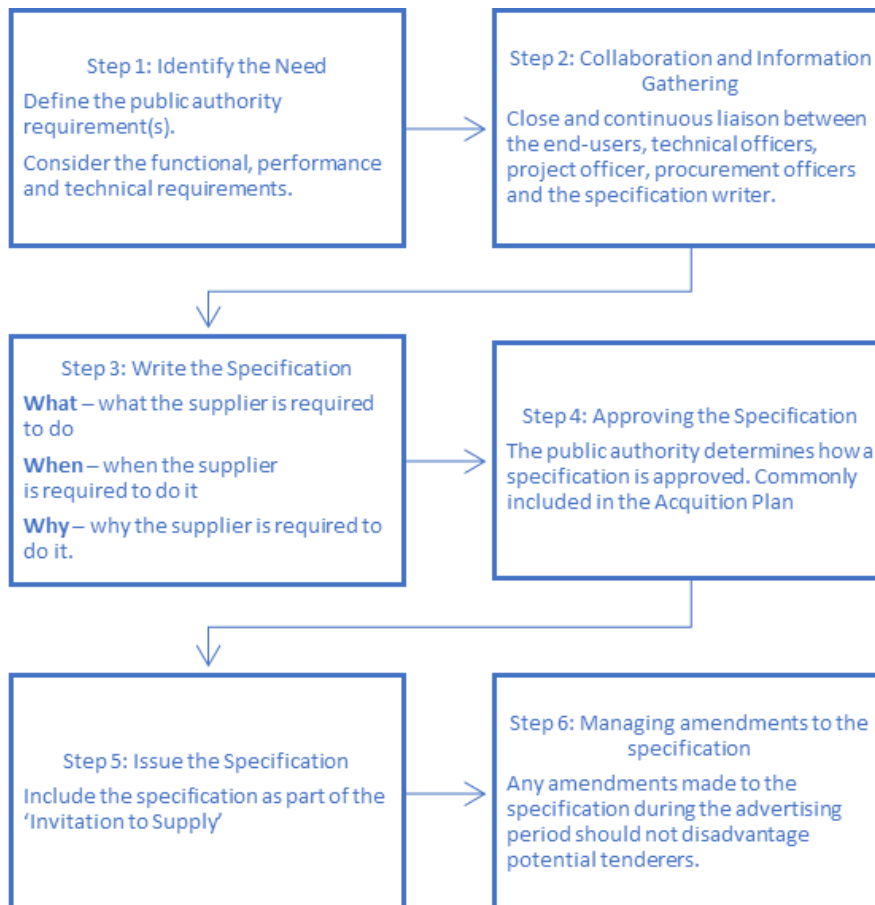 Step 1: Identify the Need
Define the public authority
requirement(s).
Consider the functional, performance
and technical requirements.
Step 2: Collaboration and Information
Gathering
Close and continuous liaison between
the end-users, technical officers,
project officer, procurement officers
and the specification writer.
Step 3: Write the Specification
What – what the supplier is required
to do
When – when the supplier
is required to do it
Why – why the supplier is required to
do it.
Step 4: Approving the Specification
The public authority determines how a
specification is approved. Commonly
included in the Acquition Plan
Step 5: Issue the Specification
Include the specification as part of the
‘Invitation to Supply’
Step 6: Managing amendments to the
specification
Any amendments made to the
specification during the advertising
period should not disadvantage
potential tenderers.